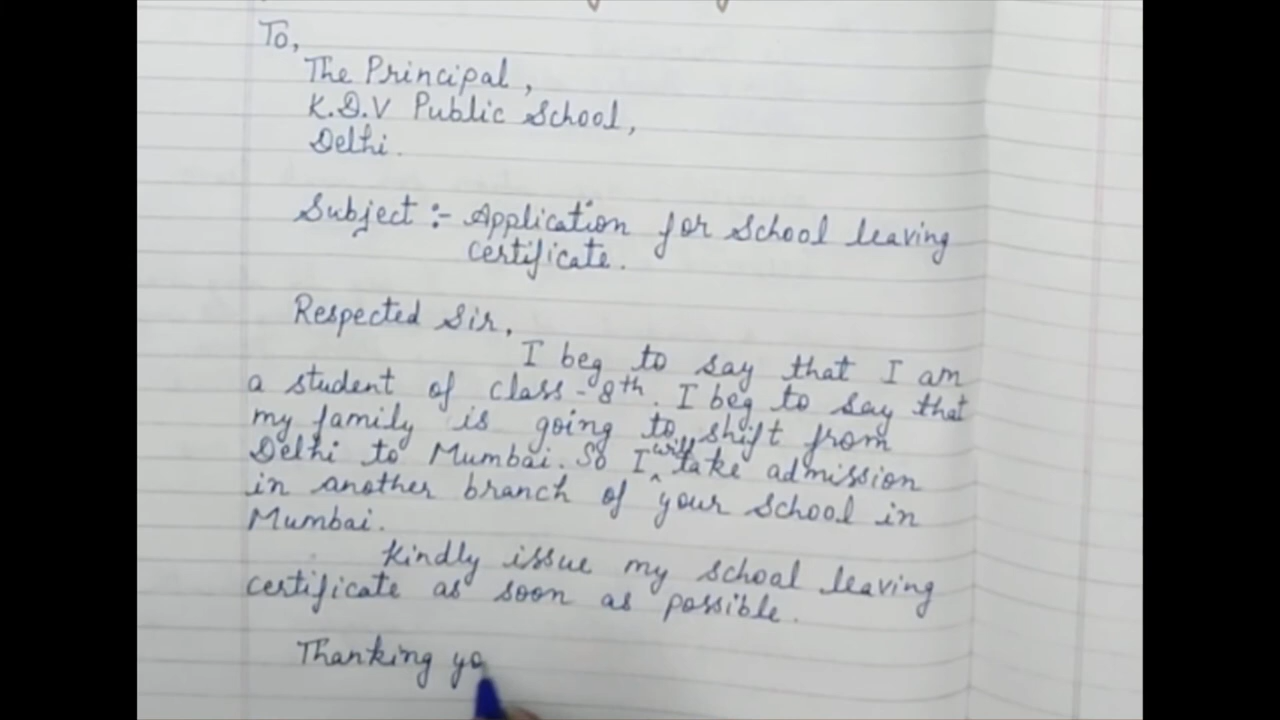 To,
The Principal,
K.D.V Public School,
Delhi.
Subject :- Application for School leaving
certificate.
Respected Sir,
I beg to say that I am
a student of class - 8th. I beg to say that
my family is going to shift from
Delhi to Mumbai. So I will take admission
in another branch of your School in
Mumbai.
Kindly issue my school leaving
certificate as soon as possible.
Thanking yo